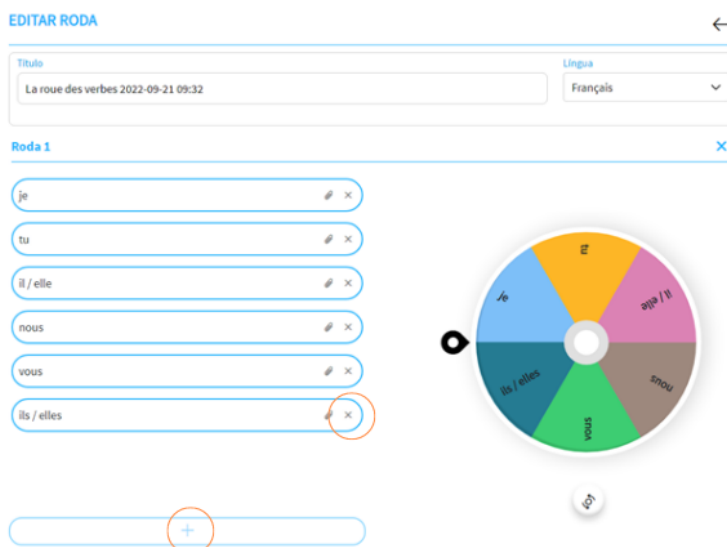 EDITAR RODA
Título
Língua
La roue des verbes 2022-09-21 09:32
Français
Roda 1
je
tu
il / elle
nous
vous
ils / elles
je
tu
il / elle
nous
vous
ils / elles